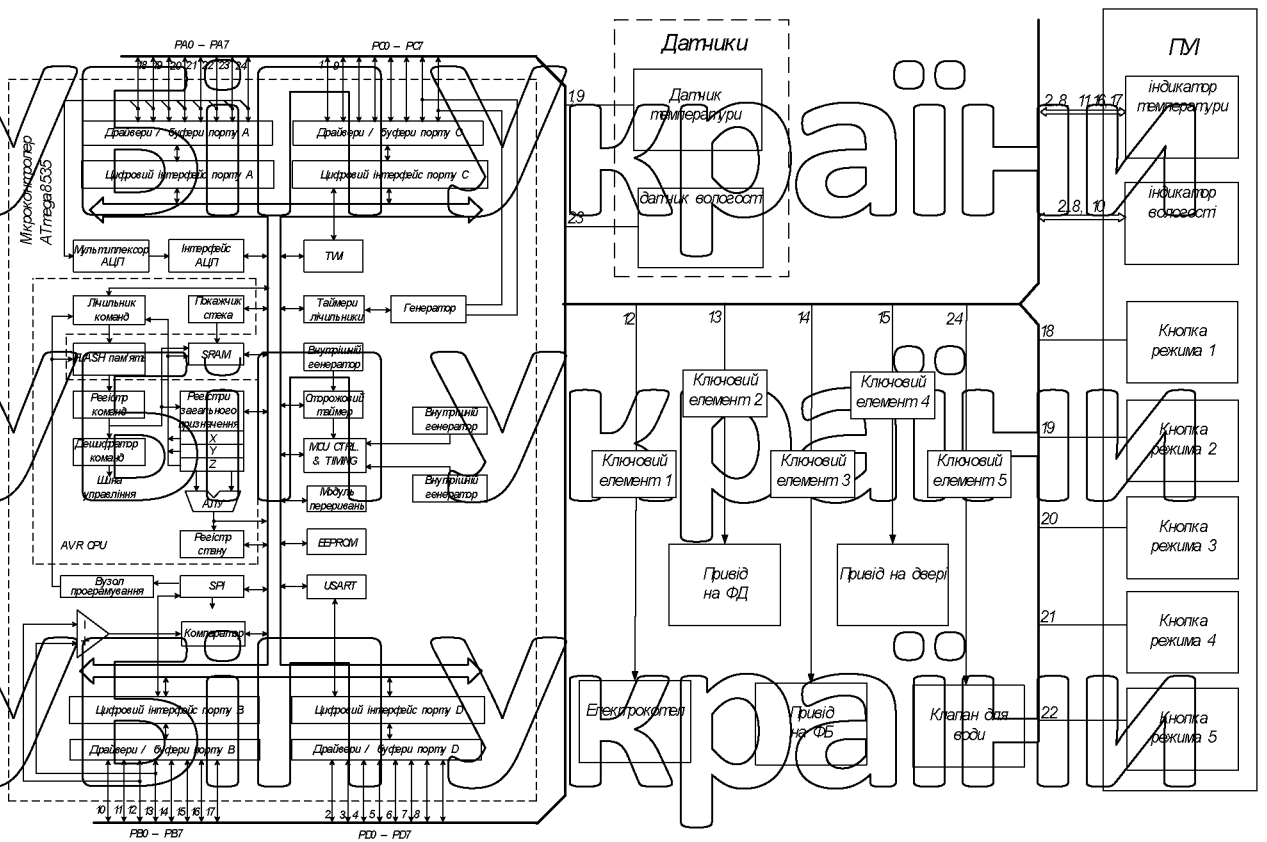 PA0 – PA7
18 19 20 21 22 23 24
PC0 – PC7
1 9
Мікроконтролер
ATmega8535
Драйвери / буфери порту A
Драйвери / буфери порту C
Цифровий інтерфейс порту A
Цифровий інтерфейс порту C
Мультиплексор
АЦП
Інтерфейс
АЦП
TWI
Лічильник
команд
Покажчик
стека
Таймери
лічильники
Генератор
FLASH пам'ять
SRAM
Внутрішній
генератор
Регістр
команд
Регістри
загального
призначення
X
Y
Z
Сторожовий
таймер
Внутрішній
генератор
Дешифратор
команд
MCU CTRL.
& TIMING
Шина
управління
АЛУ
Модуль
переривань
Внутрішній
генератор
AVR CPU
Регістр
стану
EEPROM
Вузол
програмування
SPI
USART
Компаратор
Цифровий інтерфейс порту B
Цифровий інтерфейс порту D
Драйвери / буфери порту B
Драйвери / буфери порту D
10 11 12 13 14 15 16 17
2 3 4 5 6 7 8
PB0 – PB7
PD0 – PD7
Датчики
1,9
Датчик
температури
23
датчик вологості
12
13
14
15
24
Ключовий
елемент 2
Ключовий
елемент 4
Ключовий
елемент 1
Ключовий
елемент 3
Ключовий
елемент 5
Привід
на ФД
Привід на двері
Електрокотел
Привід
на ФБ
Клапан для
води
ПУІ
2..8, 11,16, 17
індикатор
температури
2..8, 10
індикатор
вологості
18
Кнопка
режима 1
19
Кнопка
режима 2
20
Кнопка
режима 3
21
Кнопка
режима 4
22
Кнопка
режима 5
країни
країни
країни